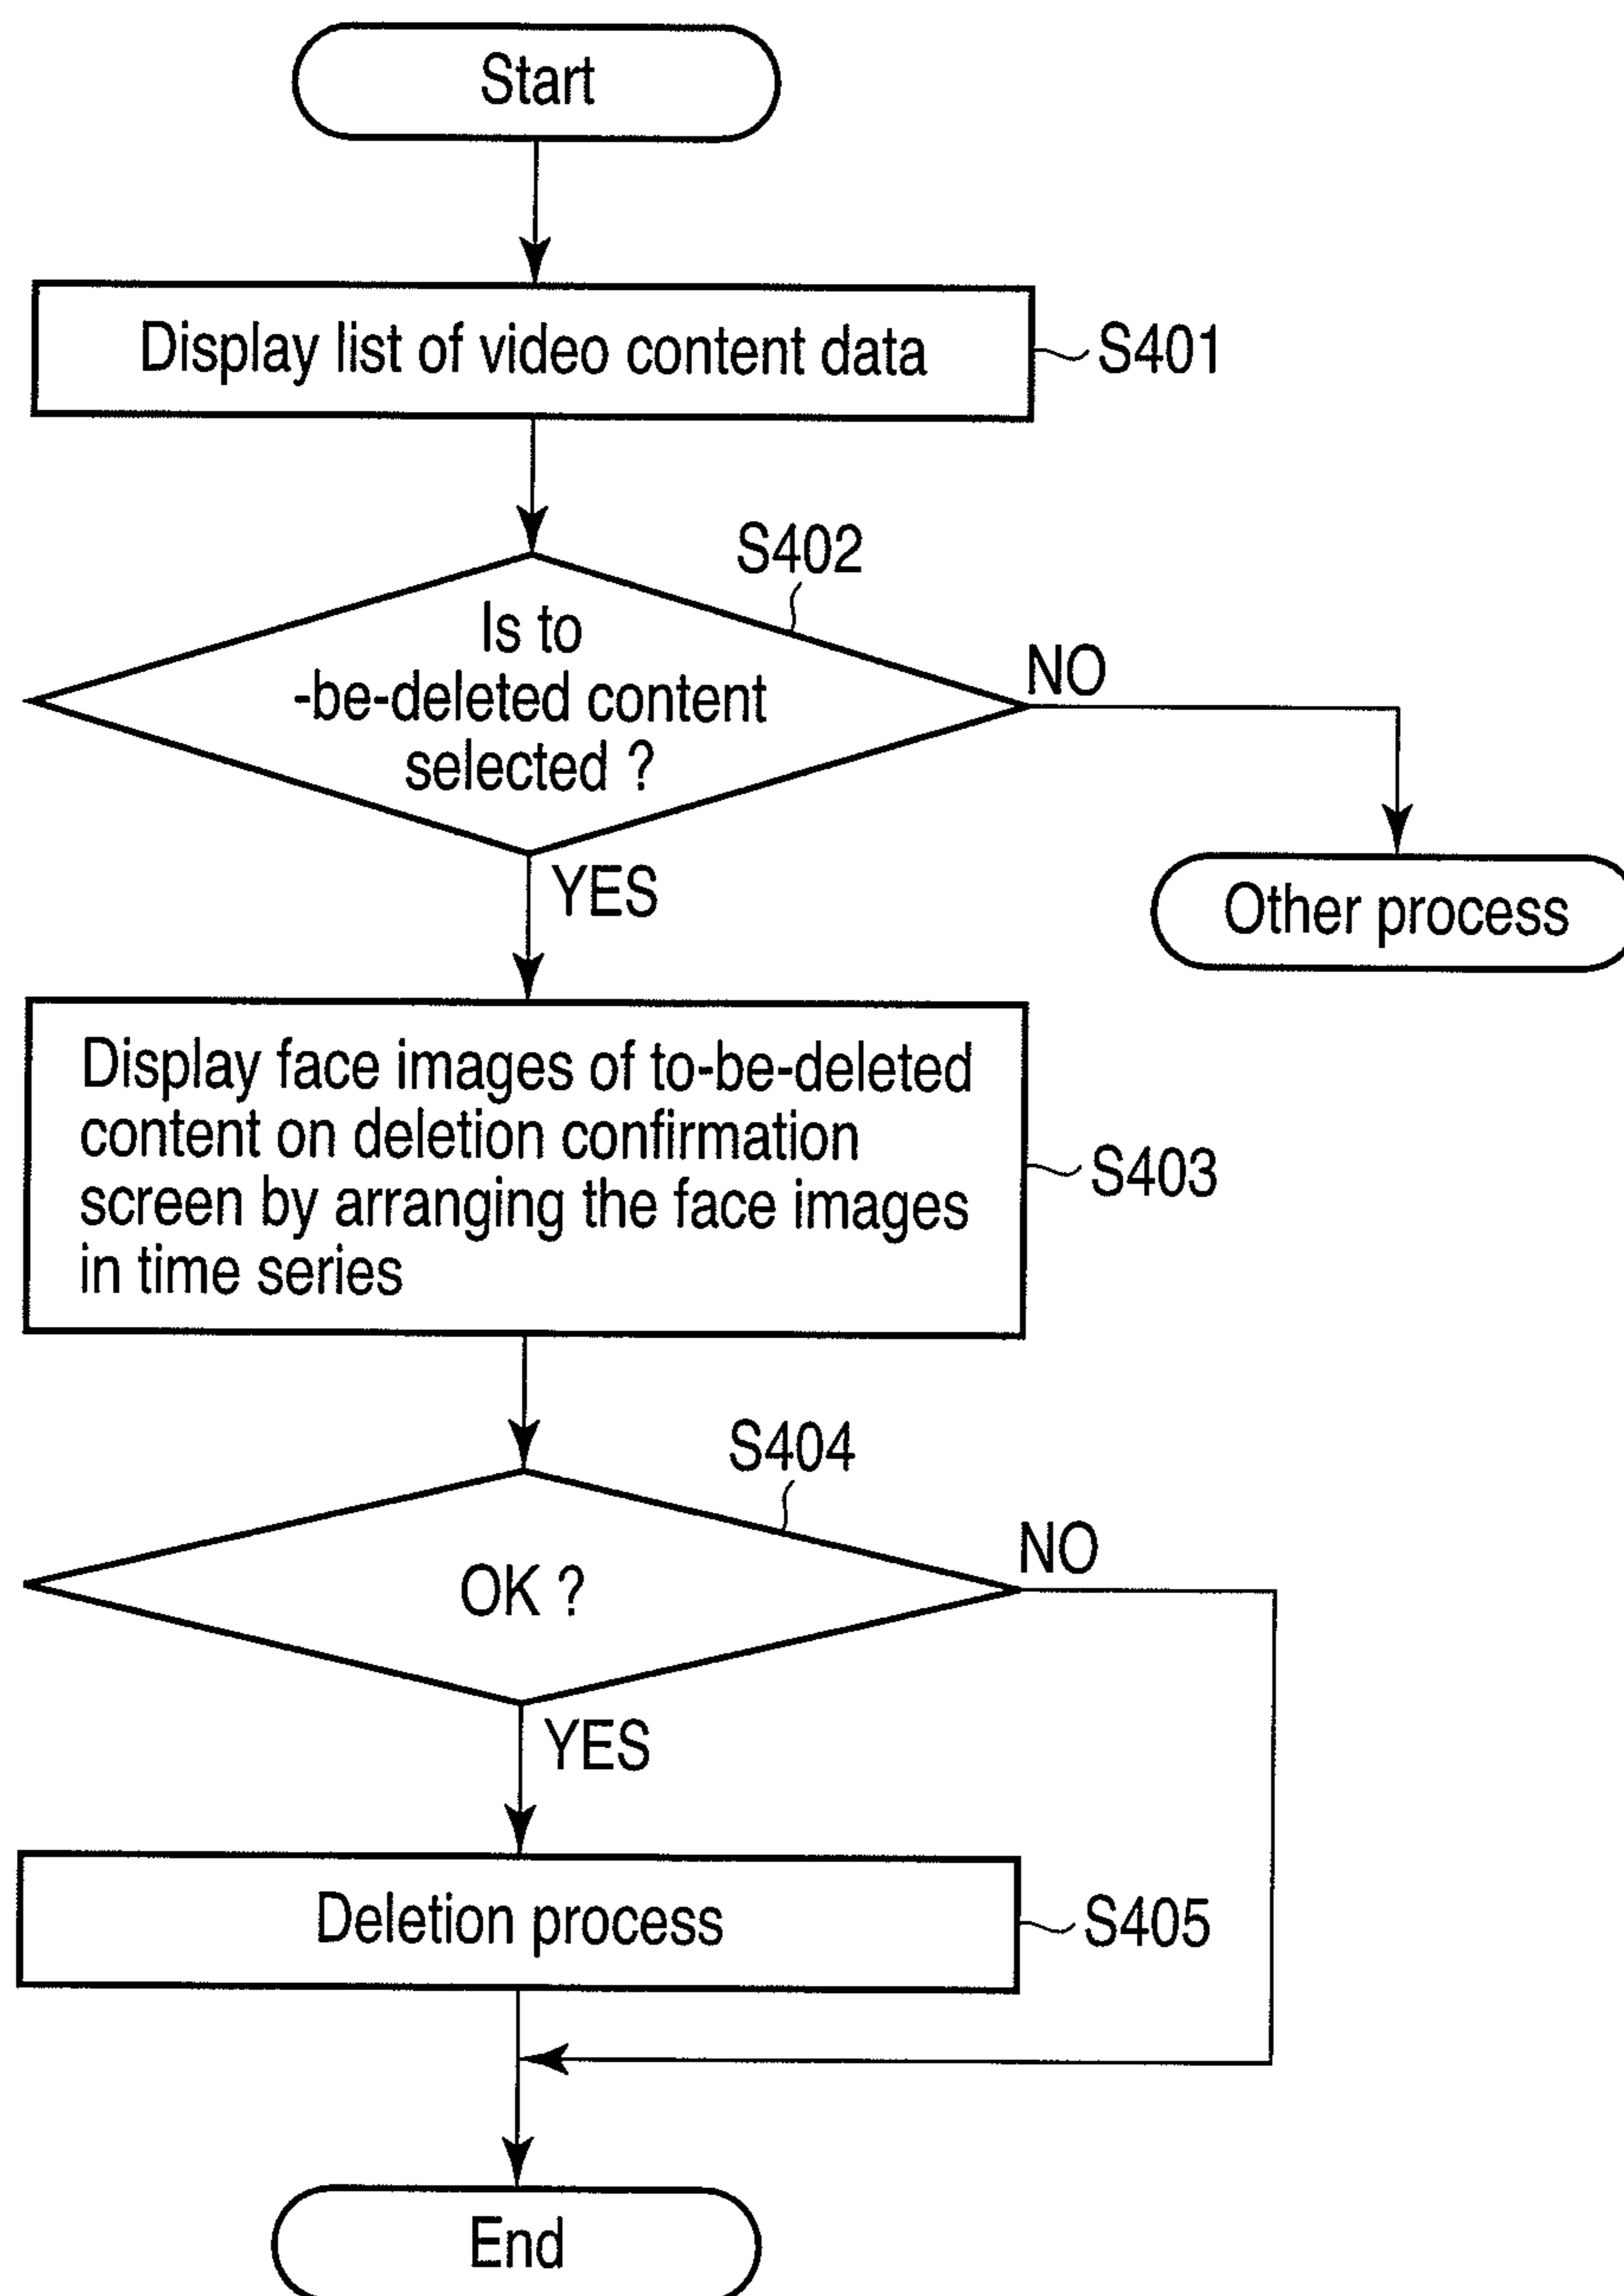 Start
Display list of video content data
S401
S402
Is to
-be-deleted content
selected ?
NO
YES
Other process
Display face images of to-be-deleted
content on deletion confirmation
screen by arranging the face images
in time series
S403
S404
OK ?
NO
YES
Deletion process
S405
End